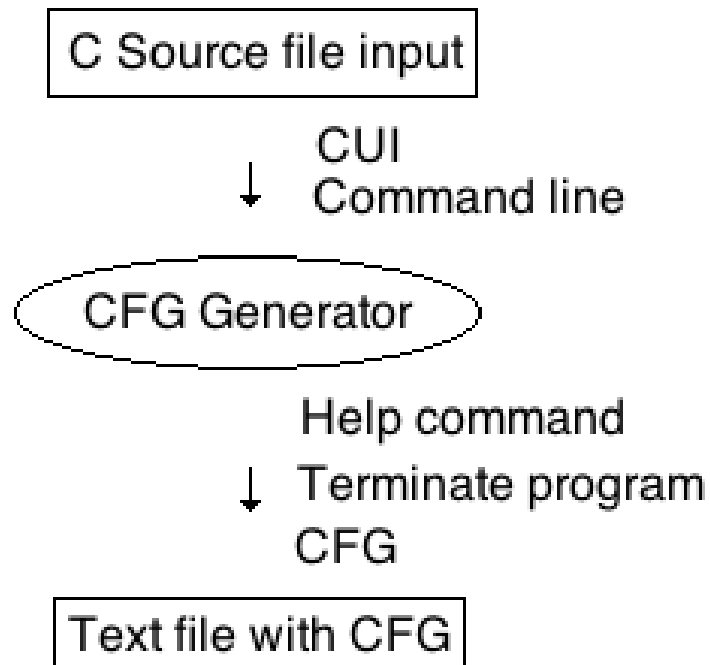 C Source file input
CUI
Command line
CFG Generator
Help command
Terminate program
CFG
Text file with CFG